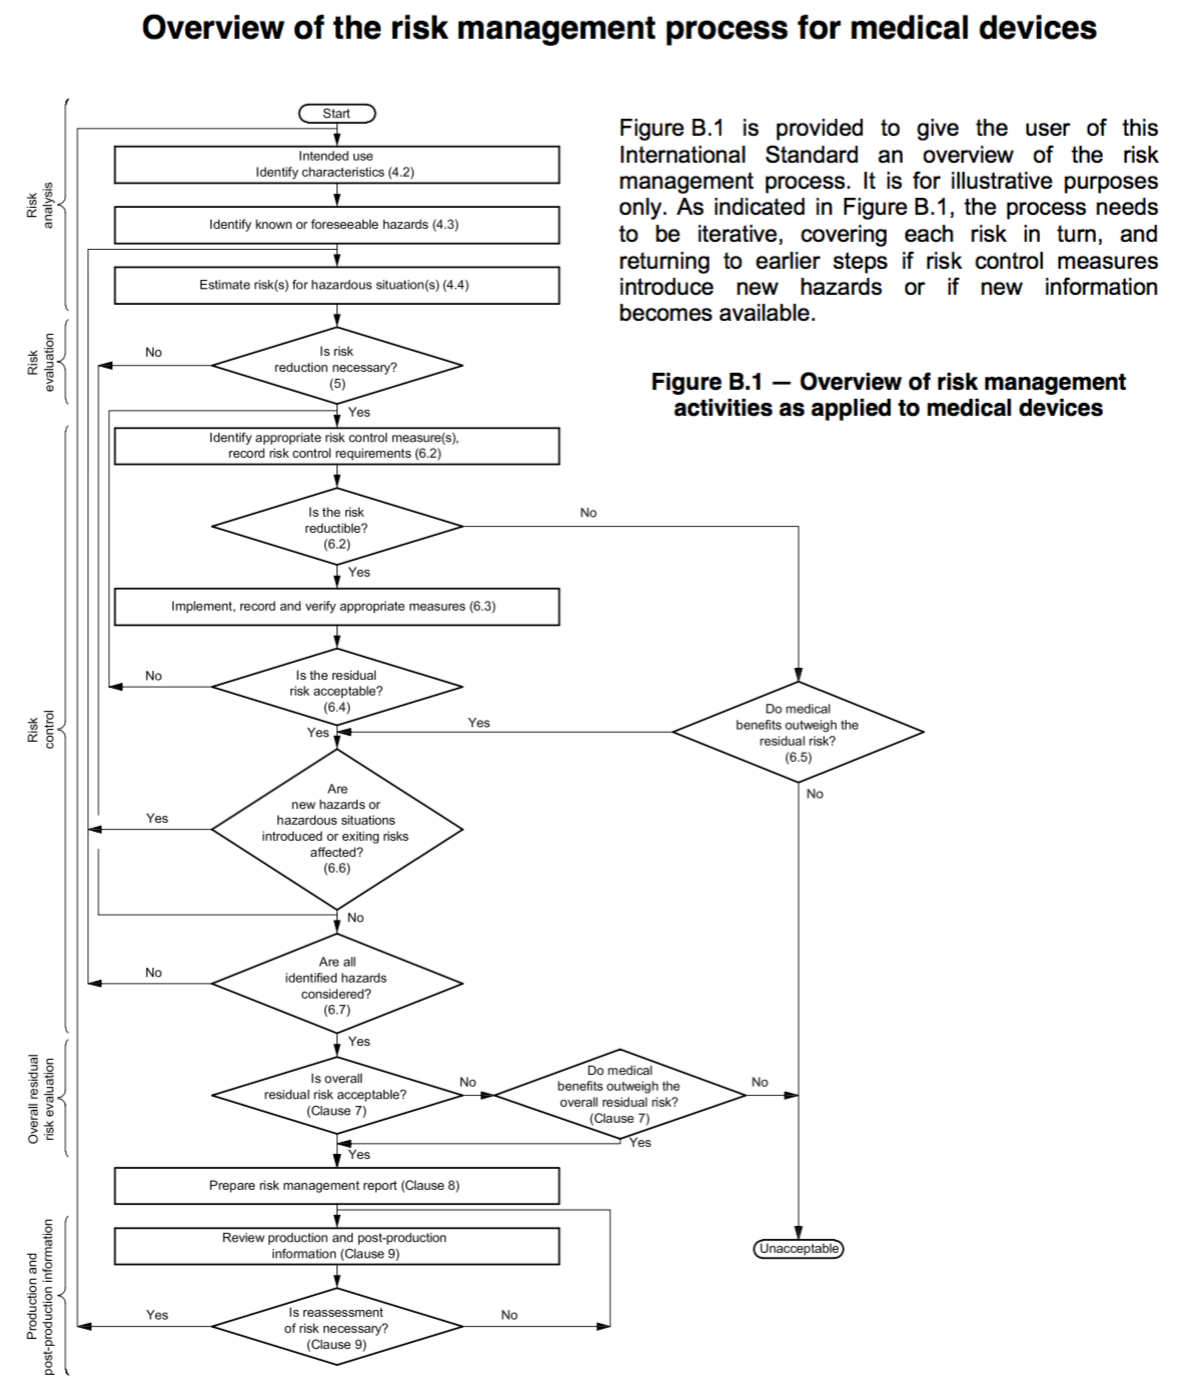 Overview of the risk management process for medical devices
Figure B.1 is provided to give the user of this
International Standard an overview of the risk
management process. It is for illustrative purposes
only. As indicated in Figure B.1, the process needs
to be iterative, covering each risk in turn, and
returning to earlier steps if risk control measures
introduce new hazards or if new information
becomes available.
Figure B.1 — Overview of risk management
activities as applied to medical devices
Risk
analysis
Start
Intended use
Identify characteristics (4.2)
Identify known or foreseeable hazards (4.3)
Estimate risk(s) for hazardous situation(s) (4.4)
Risk
evaluation
Is risk
reduction necessary?
(5)
No
Yes
Risk
control
Identify appropriate risk control measure(s),
record risk control requirements (6.2)
Is the risk
reductible?
(6.2)
No
Yes
Implement, record and verify appropriate measures (6.3)
Is the residual
risk acceptable?
(6.4)
No
Yes
Do medical
benefits outweigh the
residual risk?
(6.5)
Yes
No
Are
new hazards or
hazardous situations
introduced or exiting risks
affected?
(6.6)
Yes
No
Are all
identified hazards
considered?
(6.7)
No
Yes
Overall residual
risk evaluation
Is overall
residual risk acceptable?
(Clause 7)
No
Yes
Do medical
benefits outweigh the
overall residual risk?
(Clause 7)
No
Yes
Prepare risk management report (Clause 8)
Production and
post-production information
Review production and post-production
information (Clause 9)
Unacceptable
Is reassessment
of risk necessary?
(Clause 9)
Yes
No